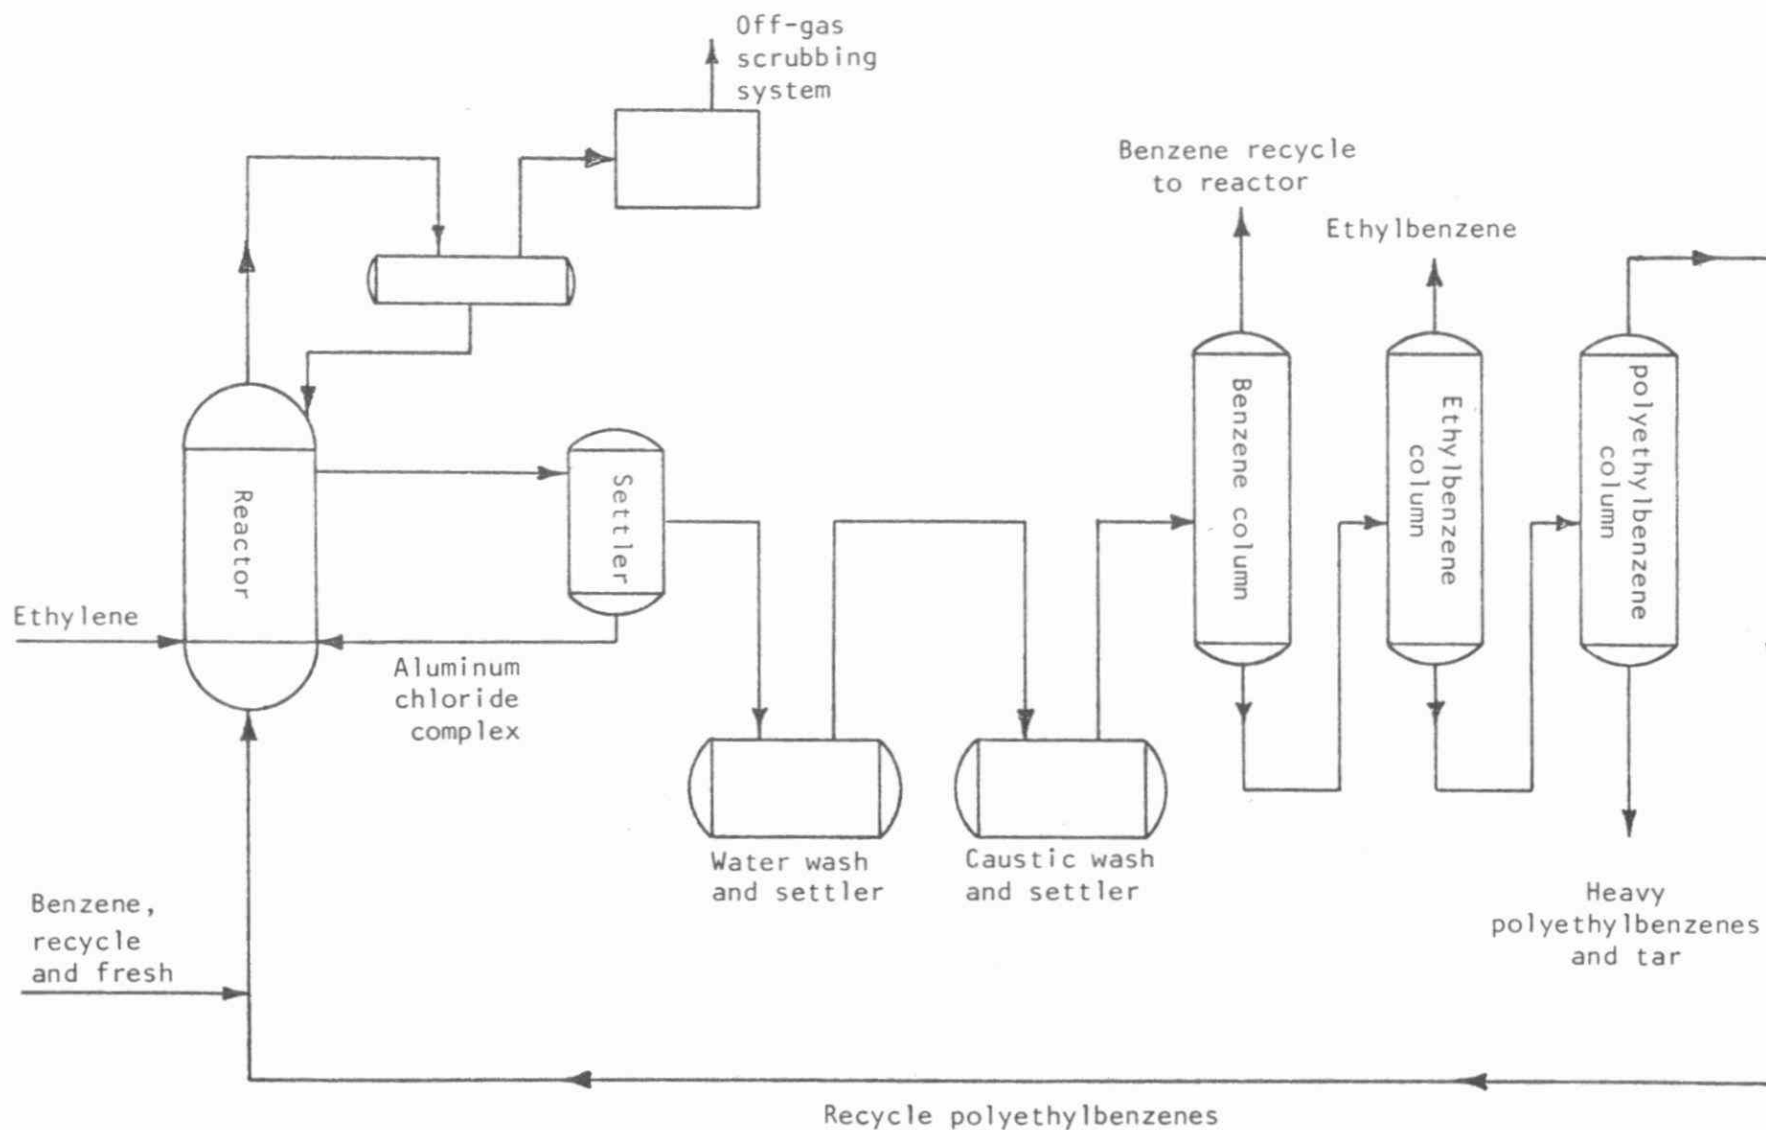 Off-gas
scrubbing
system
Benzene recycle
to reactor
Ethylbenzene
Reactor
Settler
Benzene column
Ethylbenzene
column
polyethylbenzene
column
Ethylene
Aluminum
chloride
complex
Water wash
and settler
Caustic wash
and settler
Benzene,
recycle
and fresh
Heavy
polyethylbenzenes
and tar
Recycle polyethylbenzenes